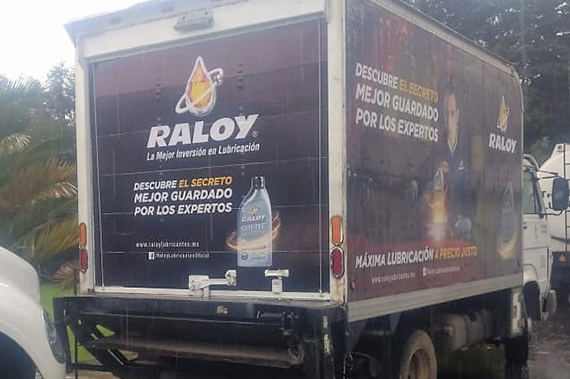 RALOY®
La Mejor Inversión en Lubricación
DESCUBRE EL SECRETO
MEJOR GUARDADO
POR LOS EXPERTOS
RALOY
www.raloylubricantes.mx
/RaloyLubricantesOficial
DESCUBRE EL SECRETO
MEJOR GUARDADO
POR LOS EXPERTOS
RALOY
MÁXIMA LUBRICACIÓN A PRECIO JUSTO
www.raloylubricantes.mx